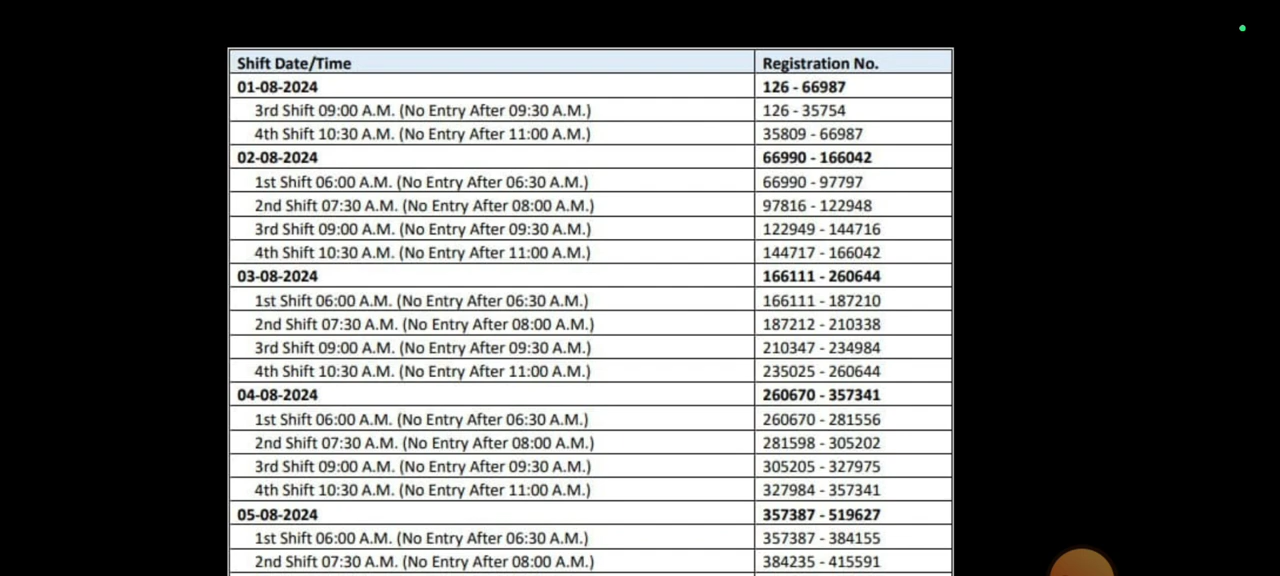 Shift Date/Time Registration No.
01-08-2024 126 - 66987
3rd Shift 09:00 A.M. (No Entry After 09:30 A.M.) 126 - 35754
4th Shift 10:30 A.M. (No Entry After 11:00 A.M.) 35809 - 66987
02-08-2024 66990 - 166042
1st Shift 06:00 A.M. (No Entry After 06:30 A.M.) 66990 - 97797
2nd Shift 07:30 A.M. (No Entry After 08:00 A.M.) 97816 - 122948
3rd Shift 09:00 A.M. (No Entry After 09:30 A.M.) 122949 - 144716
4th Shift 10:30 A.M. (No Entry After 11:00 A.M.) 144717 - 166042
03-08-2024 166111 - 260644
1st Shift 06:00 A.M. (No Entry After 06:30 A.M.) 166111 - 187210
2nd Shift 07:30 A.M. (No Entry After 08:00 A.M.) 187212 - 210338
3rd Shift 09:00 A.M. (No Entry After 09:30 A.M.) 210347 - 234984
4th Shift 10:30 A.M. (No Entry After 11:00 A.M.) 235025 - 260644
04-08-2024 260670 - 357341
1st Shift 06:00 A.M. (No Entry After 06:30 A.M.) 260670 - 281556
2nd Shift 07:30 A.M. (No Entry After 08:00 A.M.) 281598 - 305202
3rd Shift 09:00 A.M. (No Entry After 09:30 A.M.) 305205 - 327975
4th Shift 10:30 A.M. (No Entry After 11:00 A.M.) 327984 - 357341
05-08-2024 357387 - 519627
1st Shift 06:00 A.M. (No Entry After 06:30 A.M.) 357387 - 384155
2nd Shift 07:30 A.M. (No Entry After 08:00 A.M.) 384235 - 415591